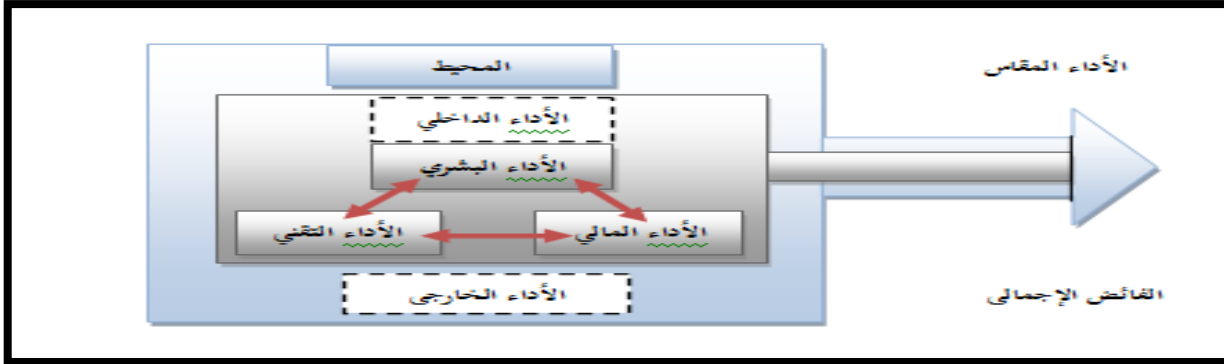 المحيط
الأداء المقاس
الأداء الداخلي
الأداء البشري
الأداء المالي
الأداء التقني
الأداء الخارجي
الفائض الإجمالي